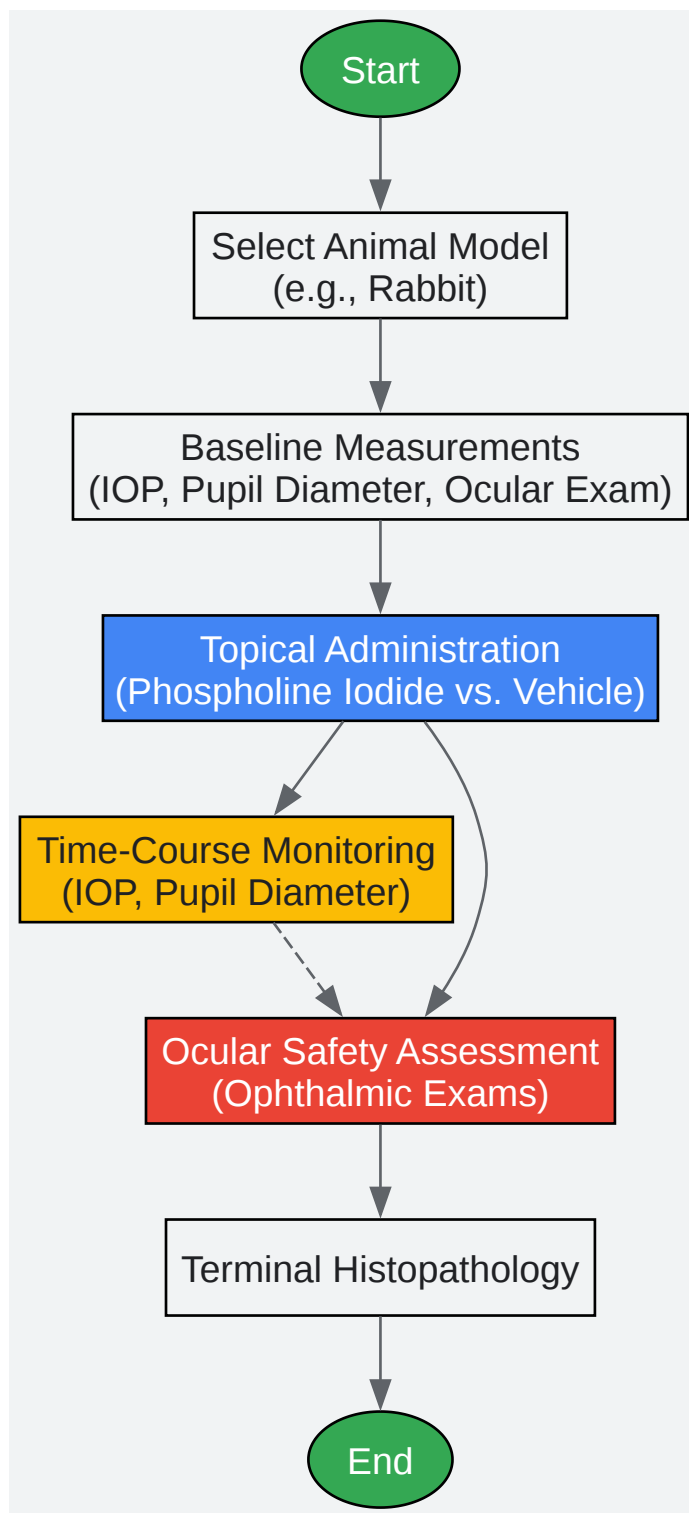 Start
Select Animal Model
(e.g., Rabbit)
Baseline Measurements
(IOP, Pupil Diameter, Ocular Exam)
Topical Administration
(Phospholine Iodide vs. Vehicle)
Time-Course Monitoring
(IOP, Pupil Diameter)
Ocular Safety Assessment
(Ophthalmic Exams)
Terminal Histopathology
End